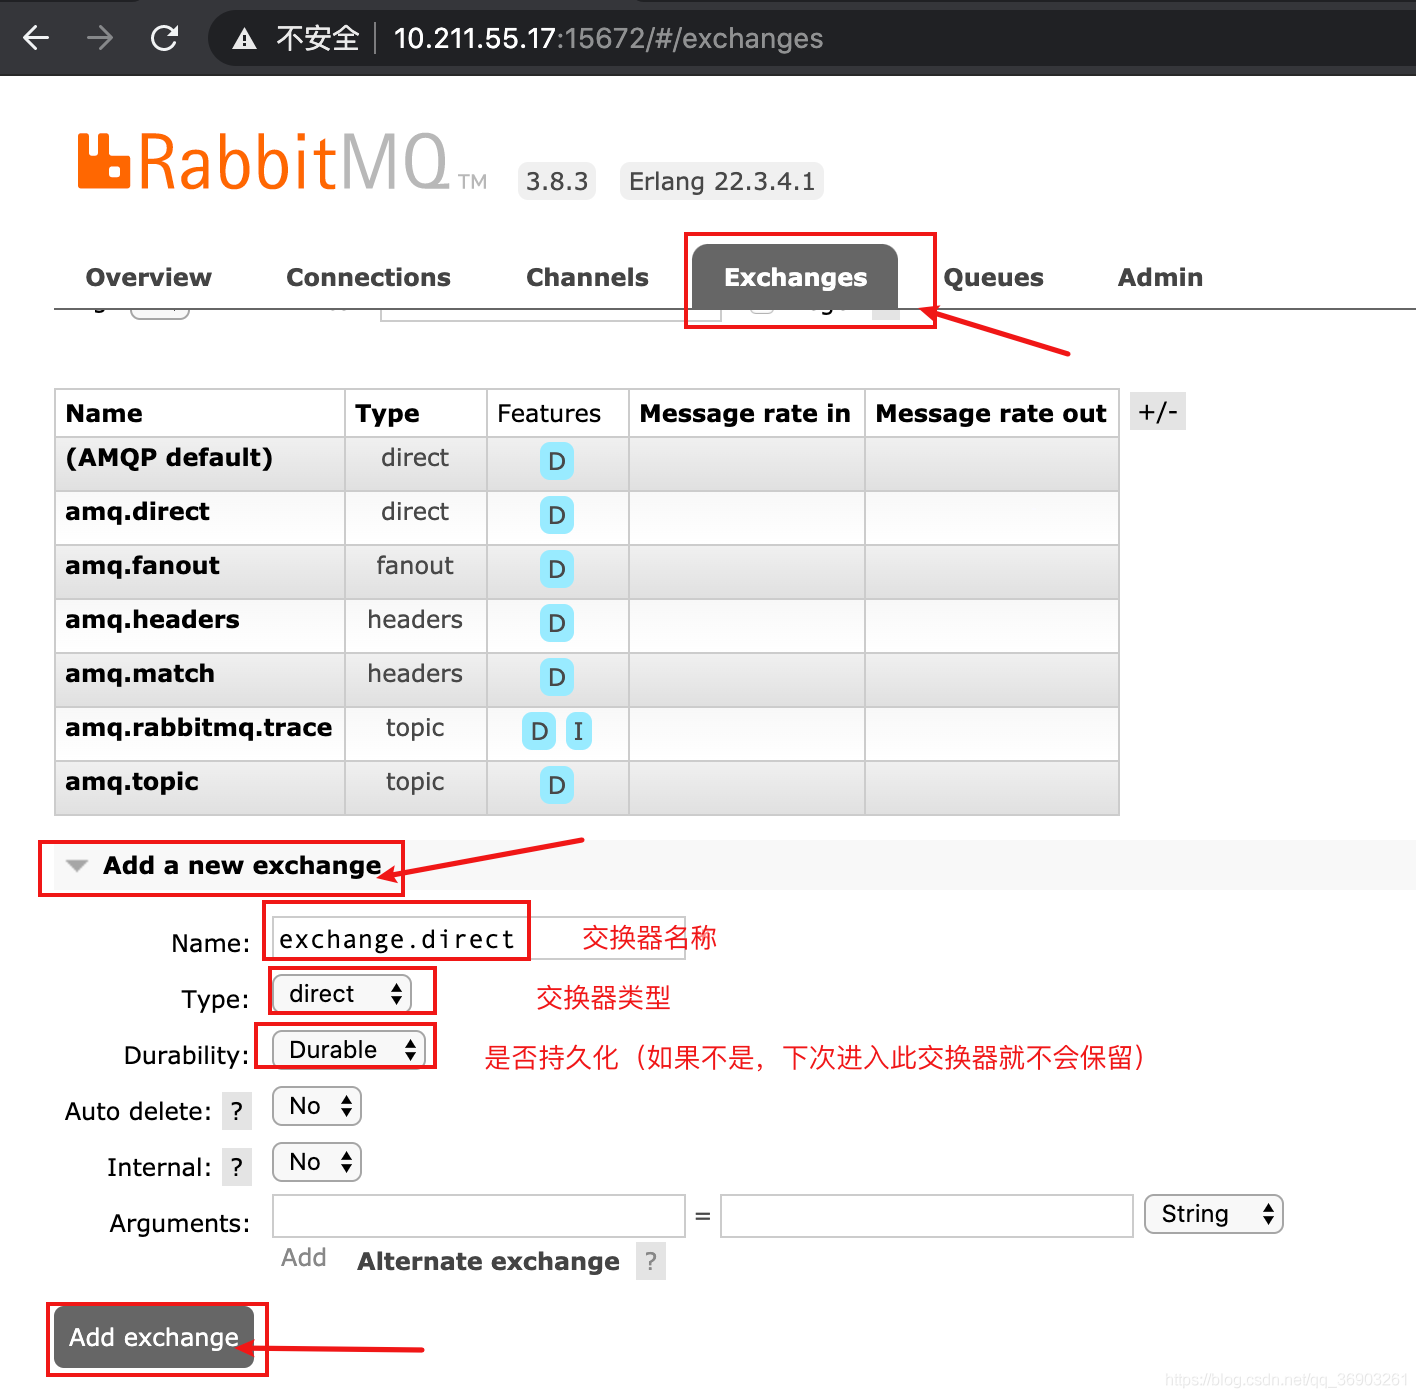 不安全 10.211.55.17:15672/#/exchanges
RabbitMQ TM 3.8.3 Erlang 22.3.4.1
Overview Connections Channels Exchanges Queues Admin
Name Type Features Message rate in Message rate out +/-
(AMQP default) direct D
amq.direct direct D
amq.fanout fanout D
amq.headers headers D
amq.match headers D
amq.rabbitmq.trace topic D I
amq.topic topic D
Add a new exchange
Name: exchange.direct 交换器名称
Type: direct 交换器类型
Durability: Durable 是否持久化（如果不是，下次进入此交换器就不会保留）
Auto delete: ? No
Internal: ? No
Arguments: = String
Add Alternate exchange ?
Add exchange
https://blog.csdn.net/qq_36903261